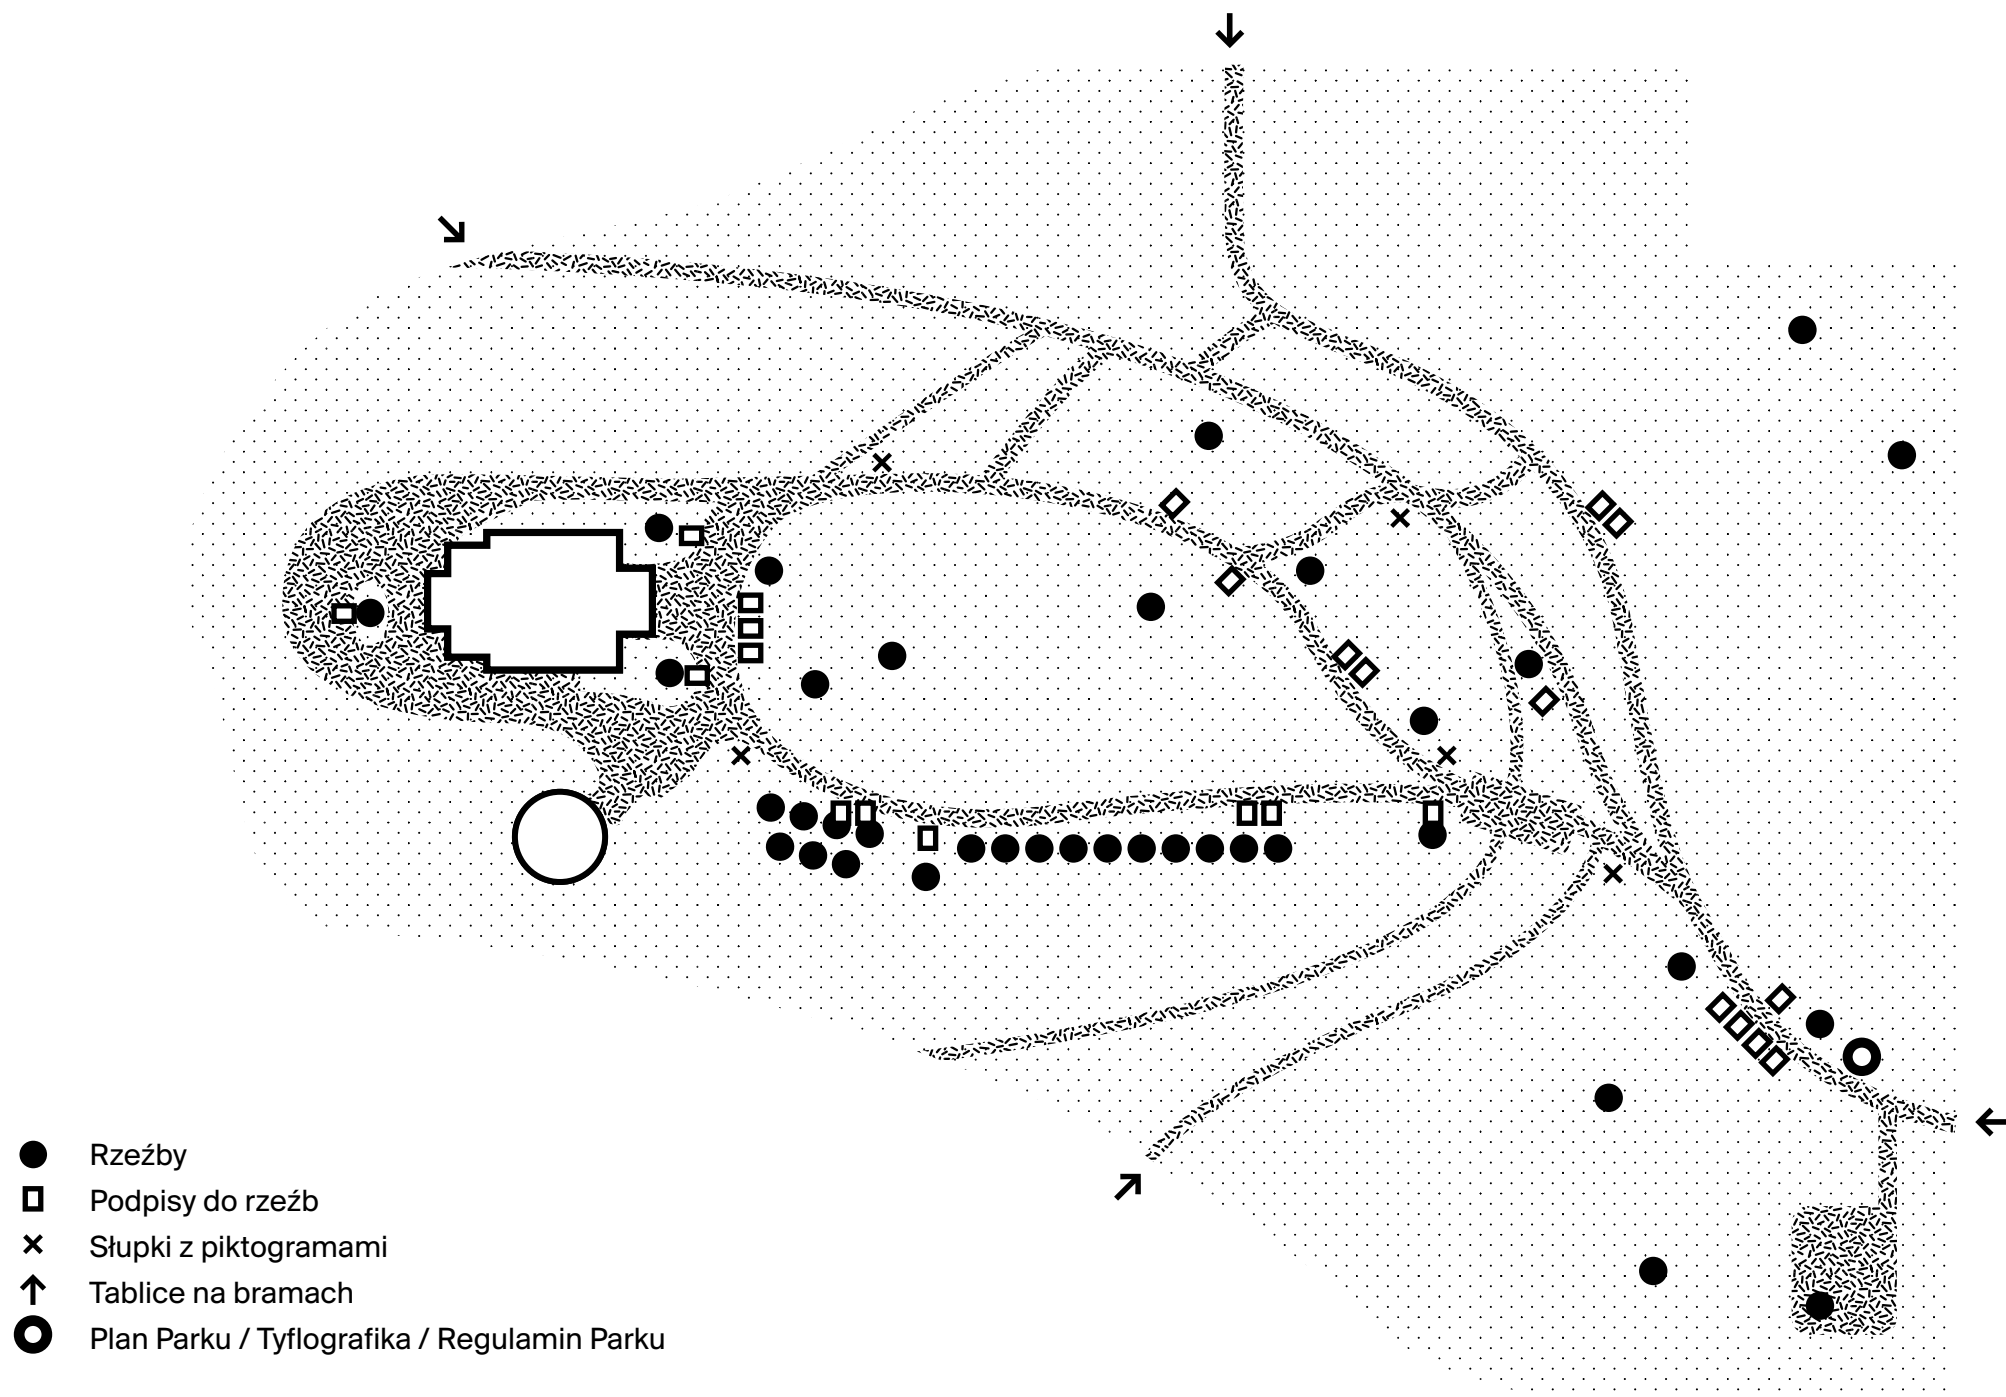 Rzeźby
Podpisy do rzeźb
Słupki z piktogramami
Tablice na bramach
Plan Parku / Tyflografika / Regulamin Parku